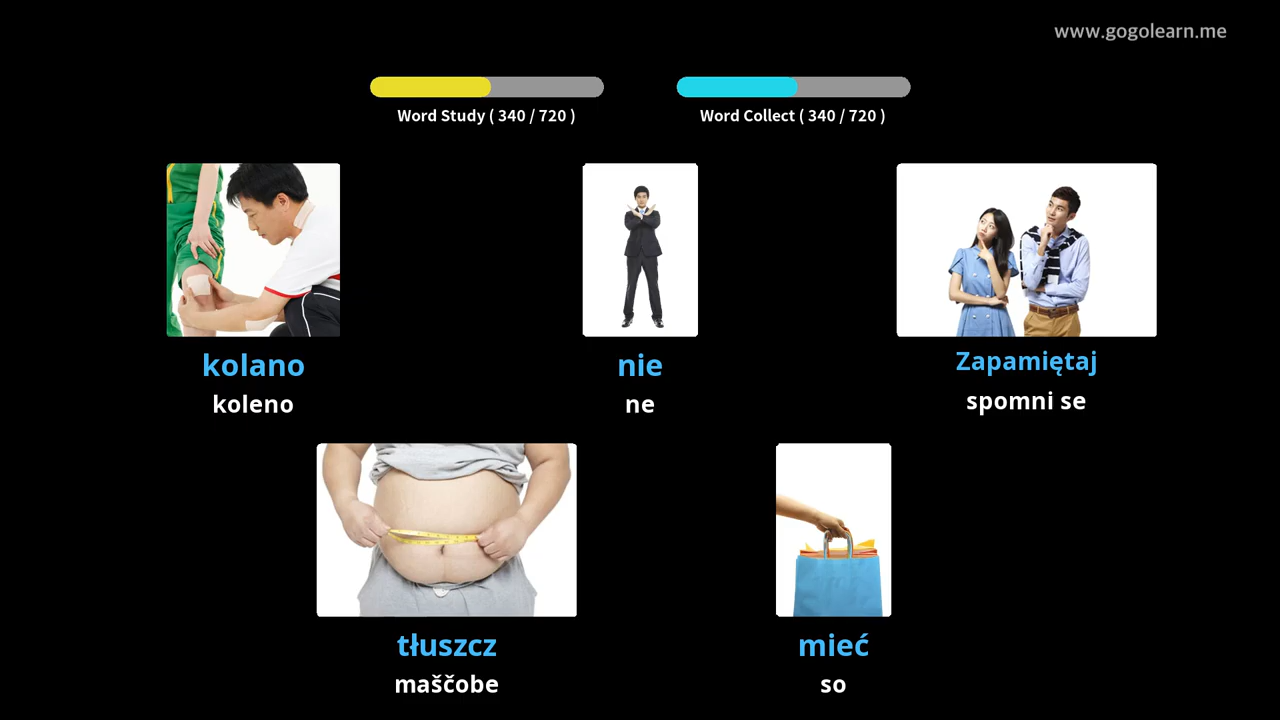 www.gogolearn.me
Word Study ( 340 / 720 )
Word Collect ( 340 / 720 )
kolano
koleno
nie
ne
Zapamiętaj
spomni se
tłuszcz
maščobe
mieć
so